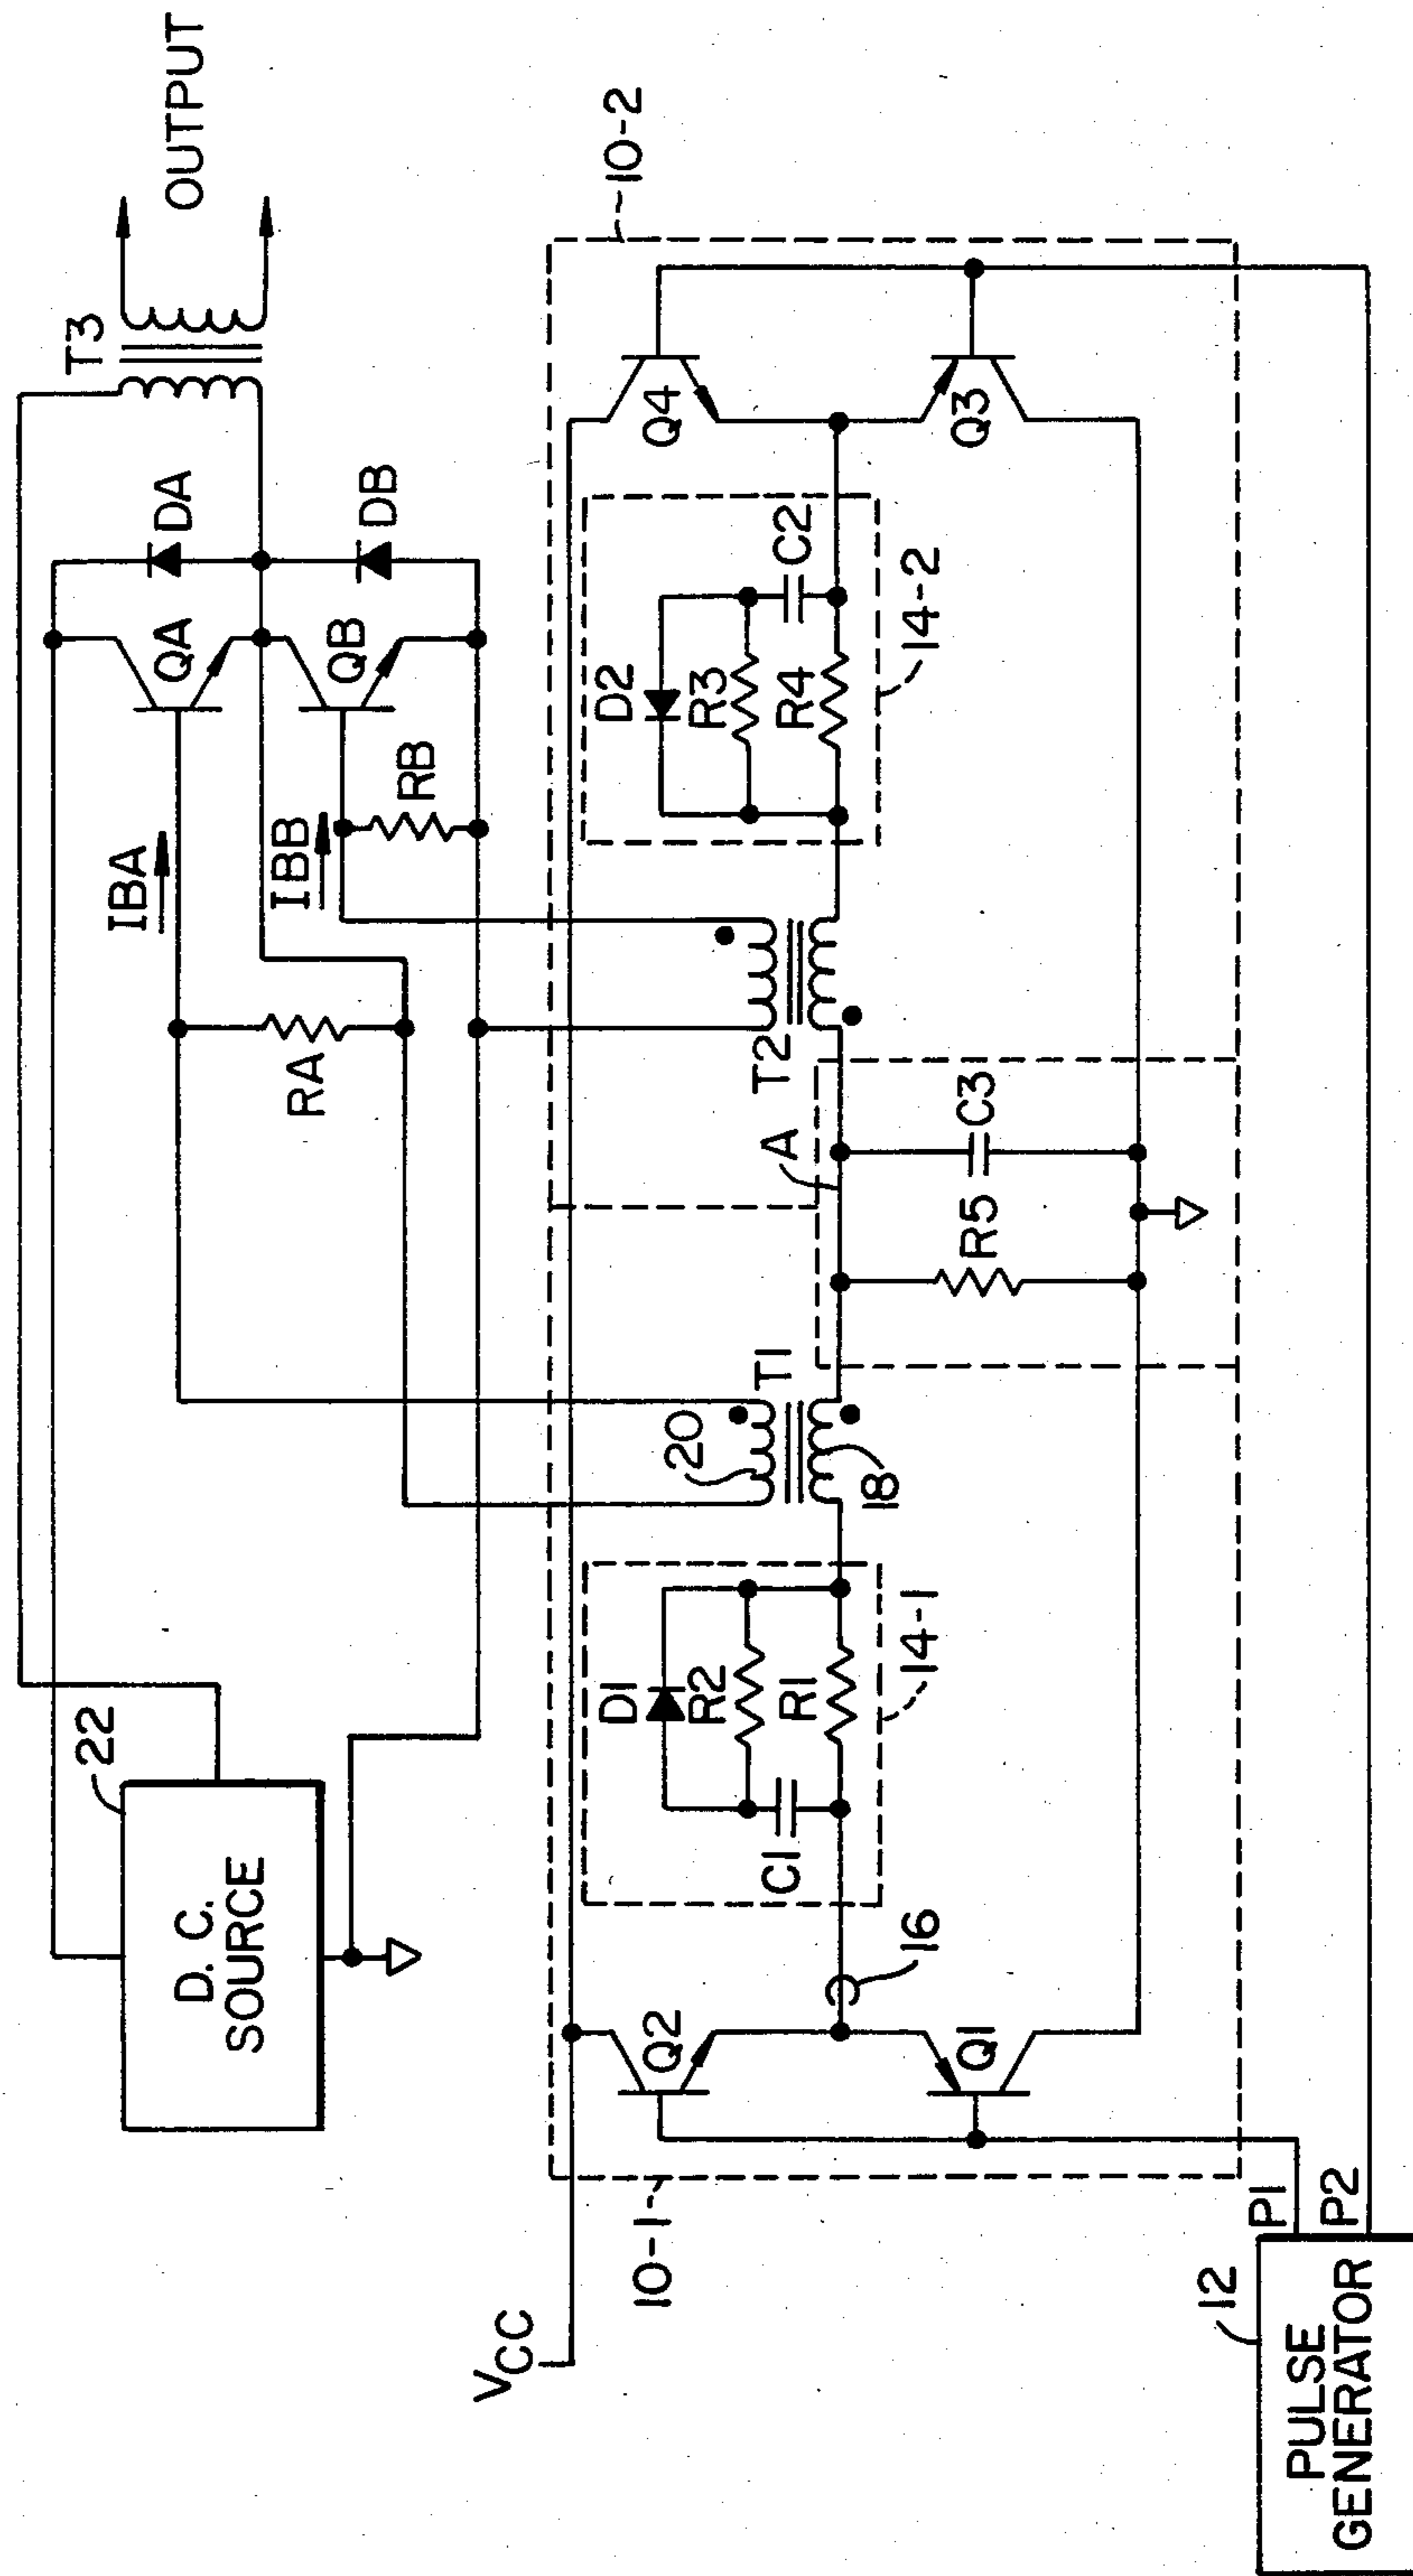 OUTPUT
T3
22
D. C.
SOURCE
IBA
IBB
QA
DA
QB
DB
RA
RB
10-2
VCC
20
T1
18
T2
A
D1
R2
R1
C1
14-1
D2
R3
R4
C2
14-2
Q2
Q1
16
Q4
Q3
R5
C3
10-1
12
PULSE
GENERATOR
P1
P2